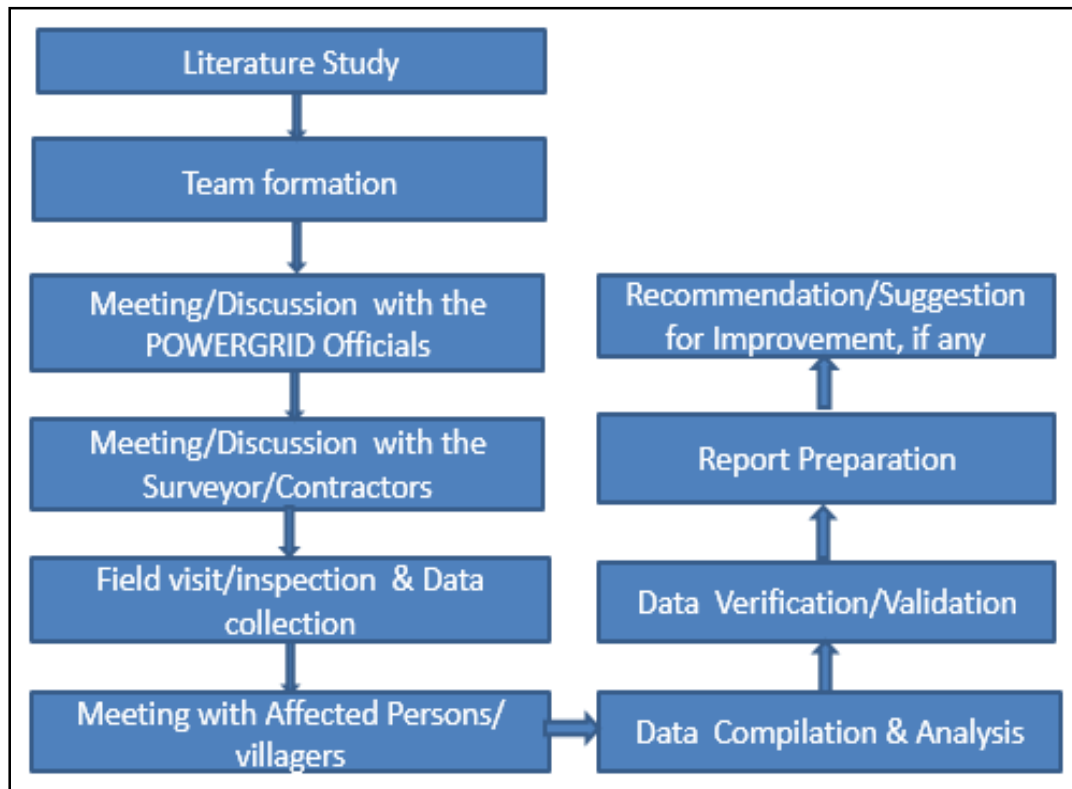 Literature Study
Team formation
Meeting/Discussion with the
POWERGRID Officials
Meeting/Discussion with the
Surveyor/Contractors
Field visit/inspection & Data
collection
Meeting with Affected Persons/
villagers
Data Compilation & Analysis
Data Verification/Validation
Report Preparation
Recommendation/Suggestion
for Improvement, if any